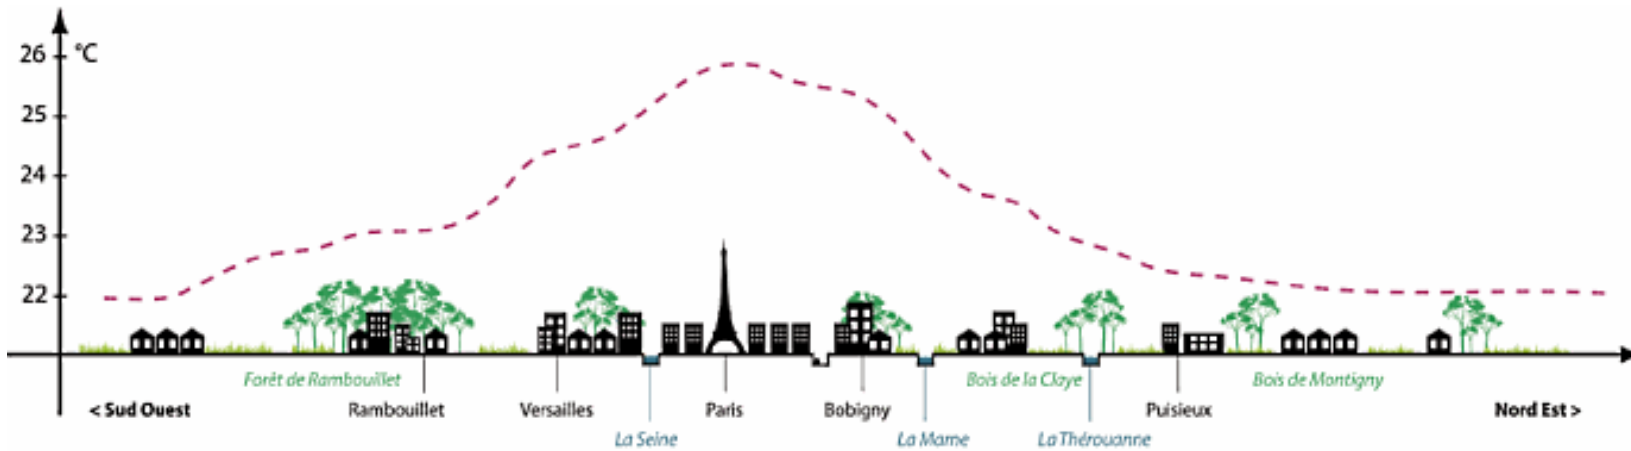 26 °C
25
24
23
22
Forêt de Rambouillet
Bois de la Claye
Bois de Montigny
< Sud Ouest
Rambouillet
Versailles
Paris
Bobigny
Puisieux
Nord Est >
La Seine
La Marne
La Thérouanne